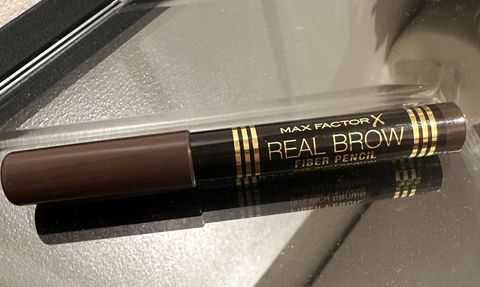 MAX FACTOR X
REAL BROW
FIBER PENCIL